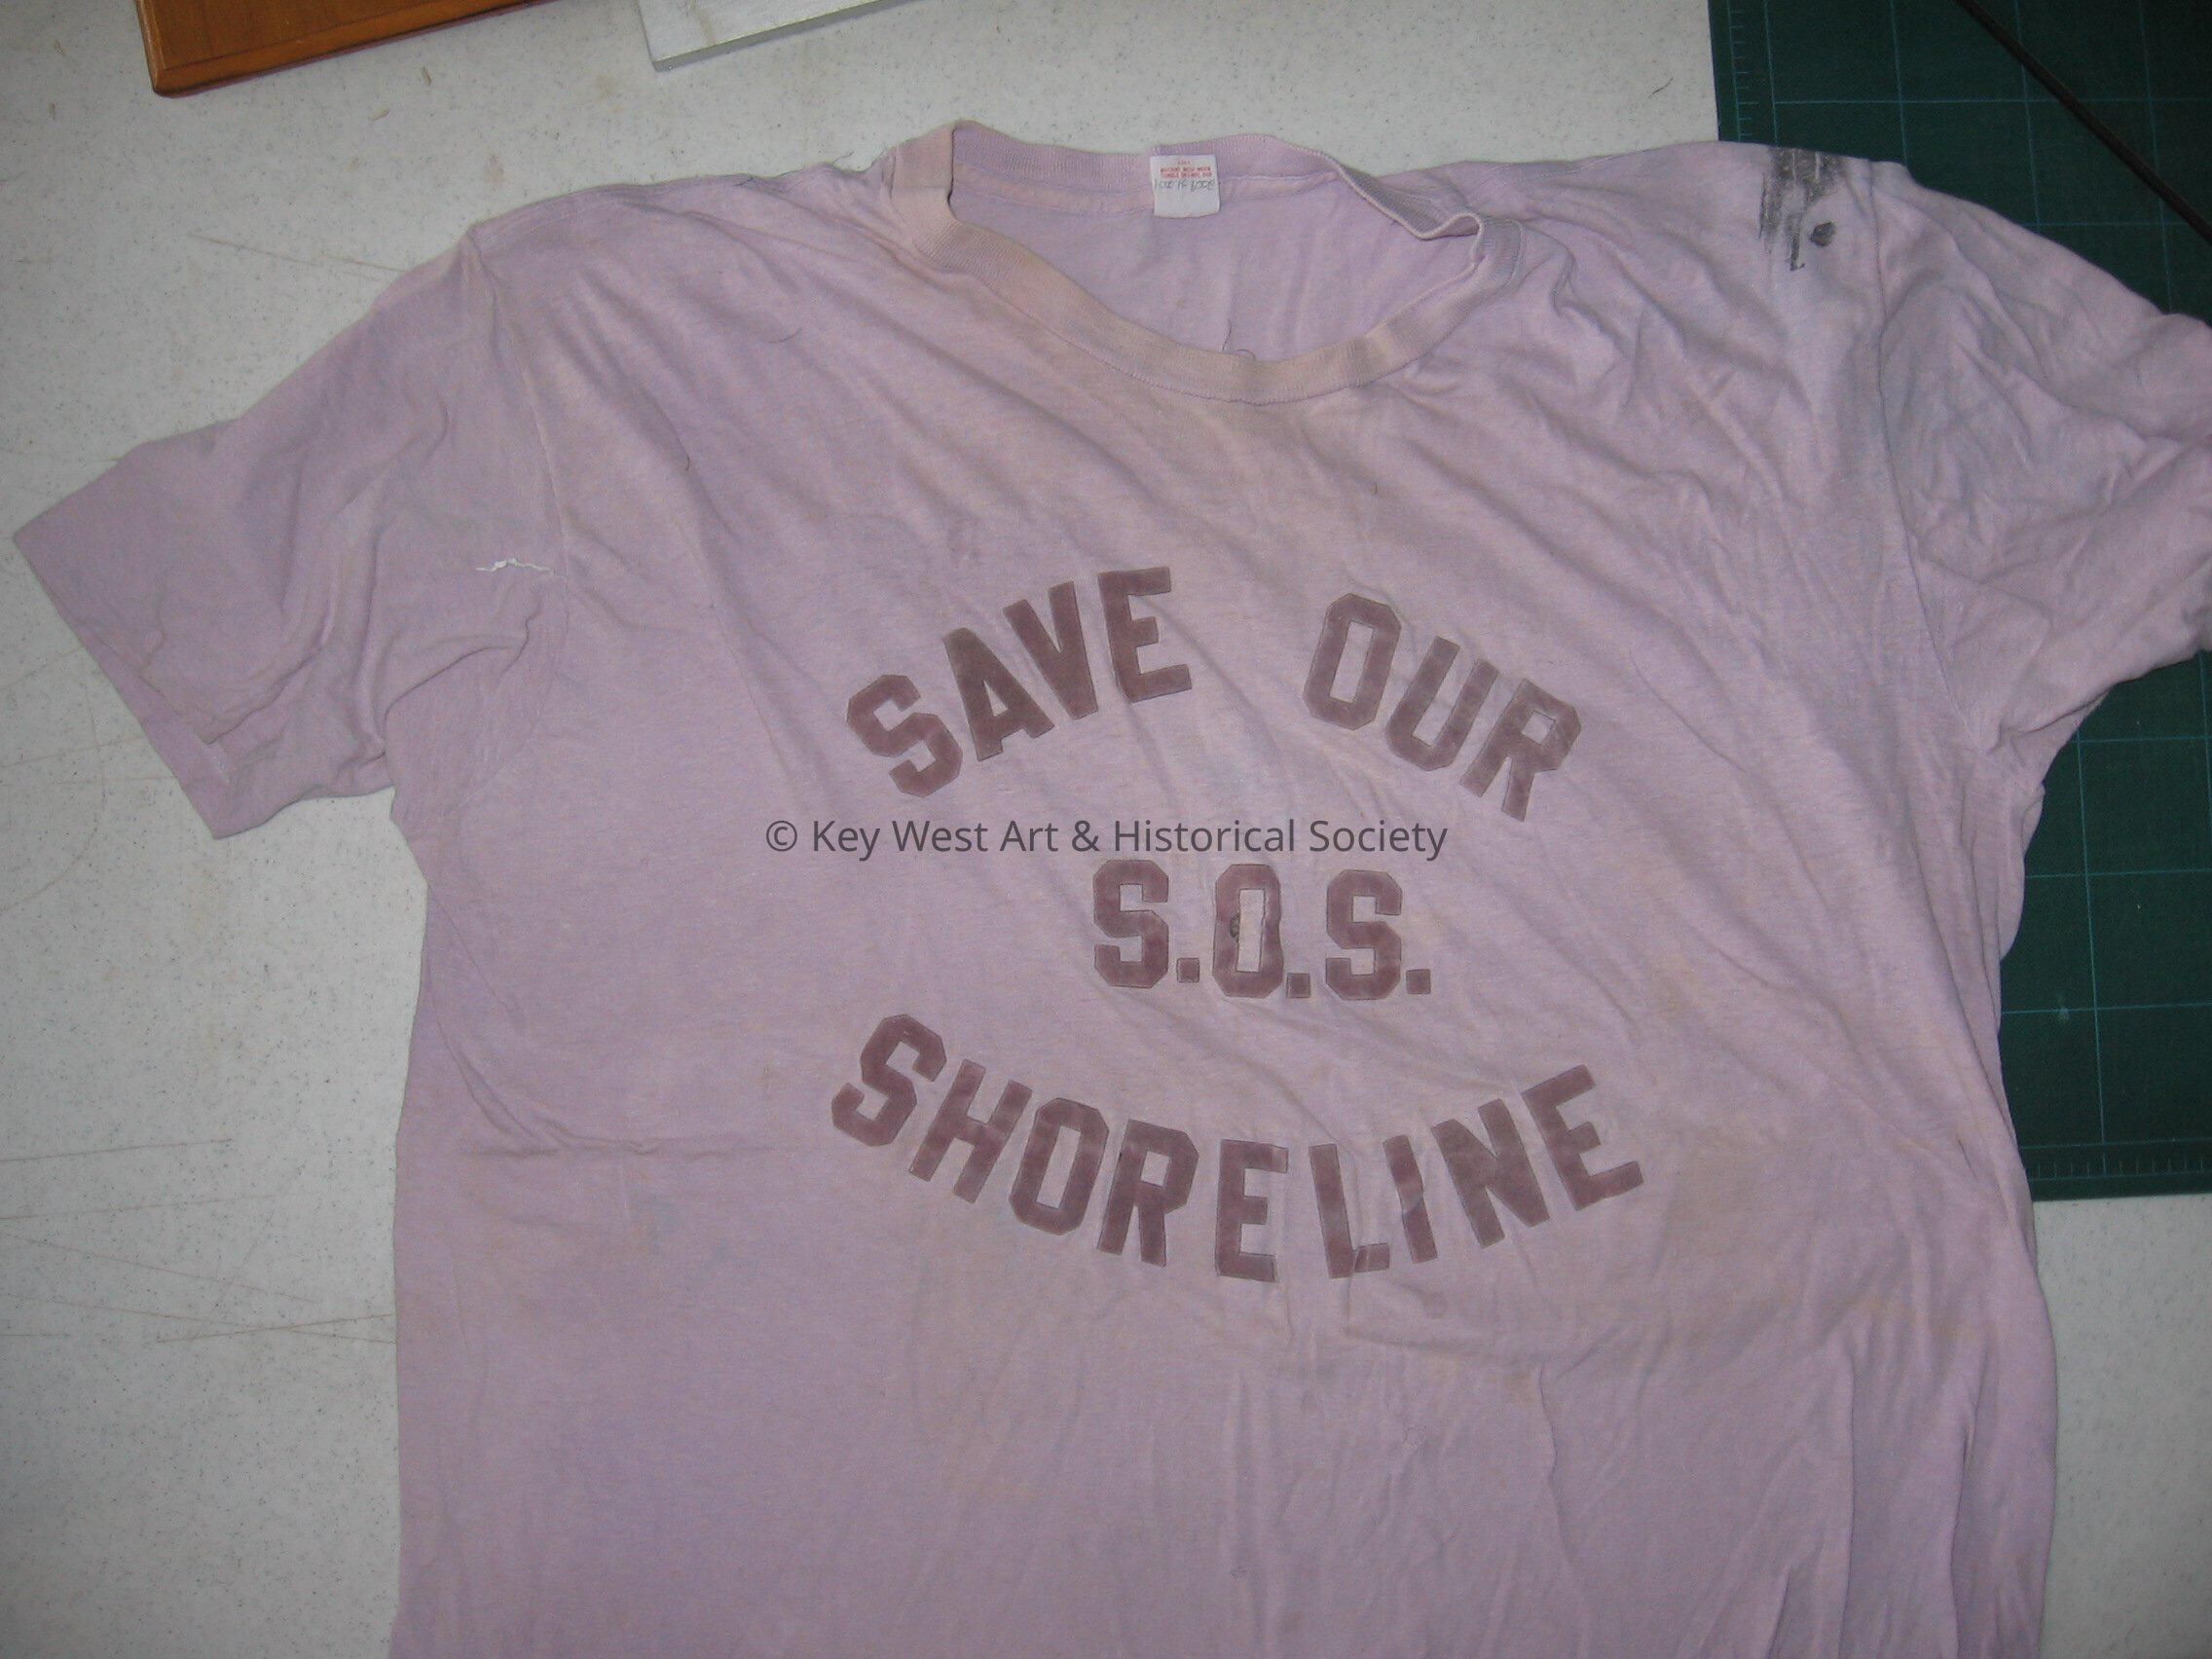 SAVE OUR
© Key West Art & Historical Society
S.O.S.
SHORELINE